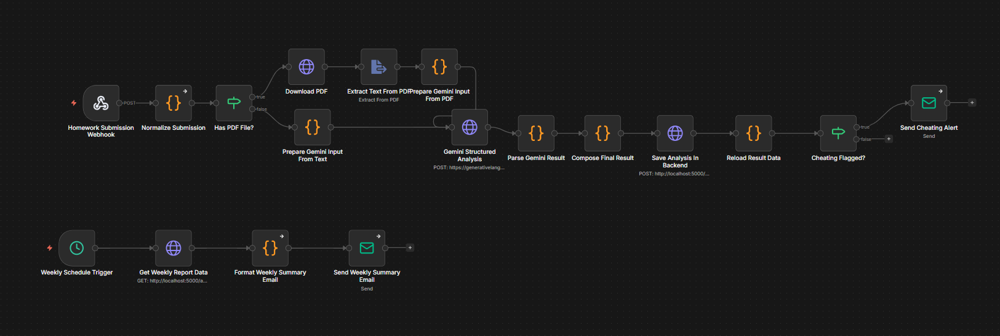 Download PDF
Extract Text From PDF
Extract From PDF
Prepare Gemini Input
From PDF
POST
true
false
Homework Submission
Webhook
Normalize Submission
Has PDF File?
Prepare Gemini Input
From Text
Gemini Structured
Analysis
POST: https://generativelang...
Parse Gemini Result
Compose Final Result
Save Analysis In
Backend
POST: http://localhost:5000/...
Reload Result Data
Cheating Flagged?
true
false
Send Cheating Alert
Send
Weekly Schedule Trigger
Get Weekly Report Data
GET: http://localhost:5000/a...
Format Weekly Summary
Email
Send Weekly Summary
Email
Send